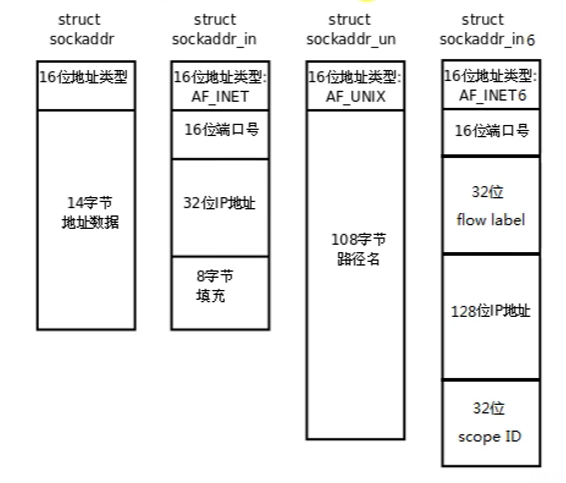 struct
sockaddr
16位地址类型
14字节
地址数据
struct
sockaddr_in
16位地址类型:
AF_INET
16位端口号
32位IP地址
8字节
填充
struct
sockaddr_un
16位地址类型:
AF_UNIX
108字节
路径名
struct
sockaddr_in6
16位地址类型:
AF_INET6
16位端口号
32位
flow label
128位IP地址
32位
scope ID